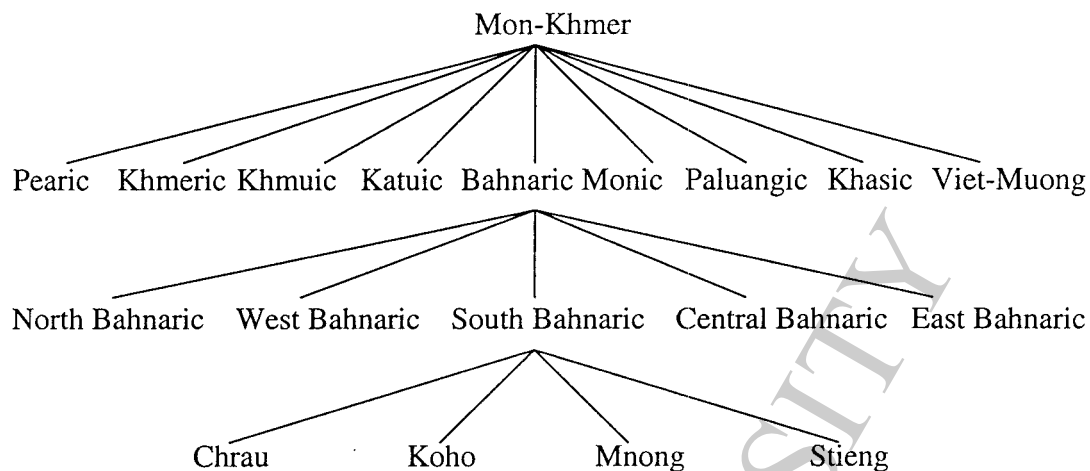 Mon-Khmer
Pearic Khmeric Khmuic Katuic Bahnaric Monic Paluangic Khasic Viet-Muong
North Bahnaric West Bahnaric South Bahnaric Central Bahnaric East Bahnaric
Chrau Koho Mnong Stieng
SITY